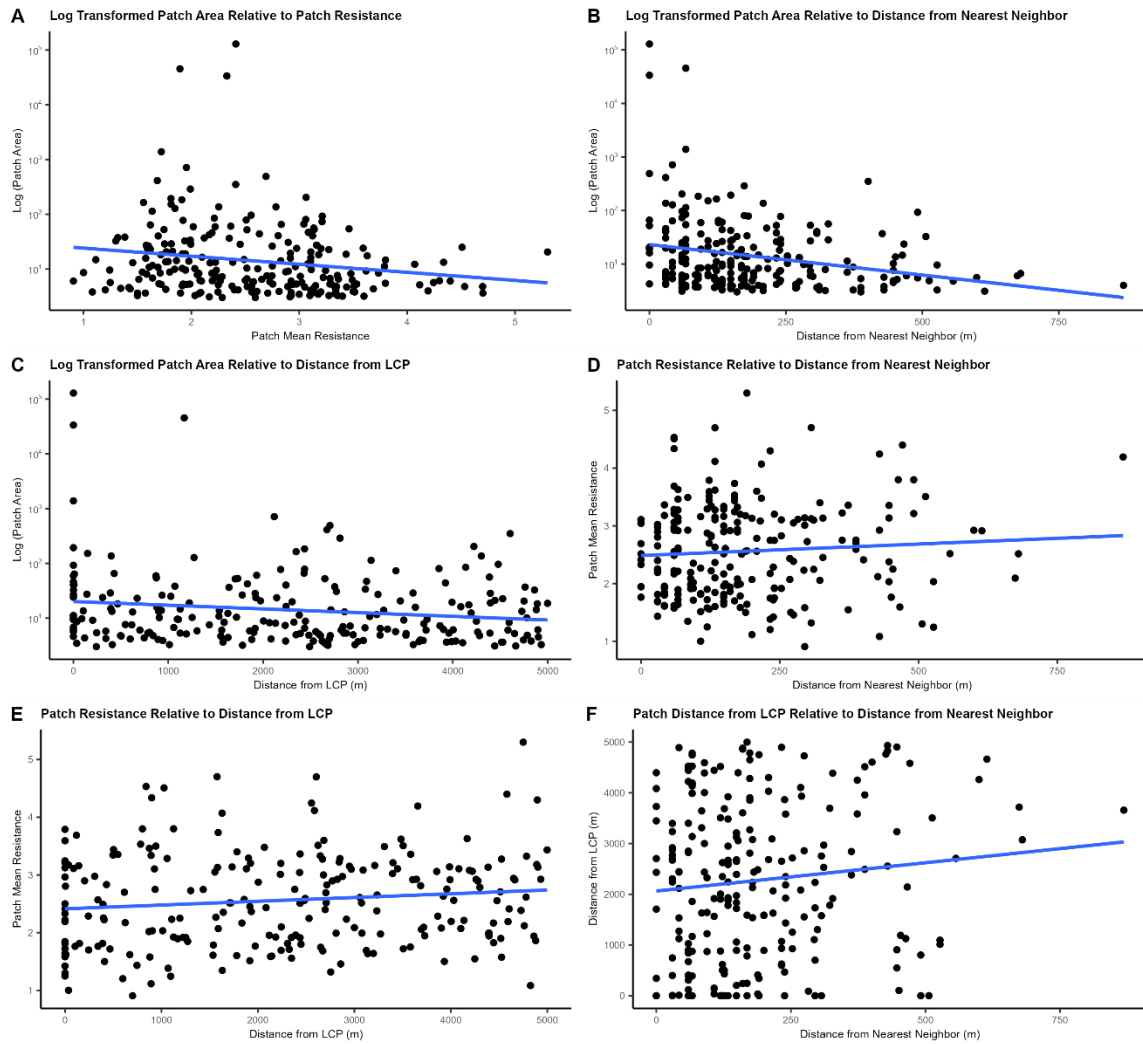 A Log Transformed Patch Area Relative to Patch Resistance
10^5
10^4
10^3
10^2
10^1
Log (Patch Area)
1 2 3 4 5
Patch Mean Resistance
B Log Transformed Patch Area Relative to Distance from Nearest Neighbor
10^5
10^4
10^3
10^2
10^1
Log (Patch Area)
0 250 500 750
Distance from Nearest Neighbor (m)
C Log Transformed Patch Area Relative to Distance from LCP
10^5
10^4
10^3
10^2
10^1
Log (Patch Area)
0 1000 2000 3000 4000 5000
Distance from LCP (m)
D Patch Resistance Relative to Distance from Nearest Neighbor
5
4
3
2
1
Patch Mean Resistance
0 250 500 750
Distance from Nearest Neighbor (m)
E Patch Resistance Relative to Distance from LCP
5
4
3
2
1
Patch Mean Resistance
0 1000 2000 3000 4000 5000
Distance from LCP (m)
F Patch Distance from LCP Relative to Distance from Nearest Neighbor
5000
4000
3000
2000
1000
0
Distance from LCP (m)
0 250 500 750
Distance from Nearest Neighbor (m)